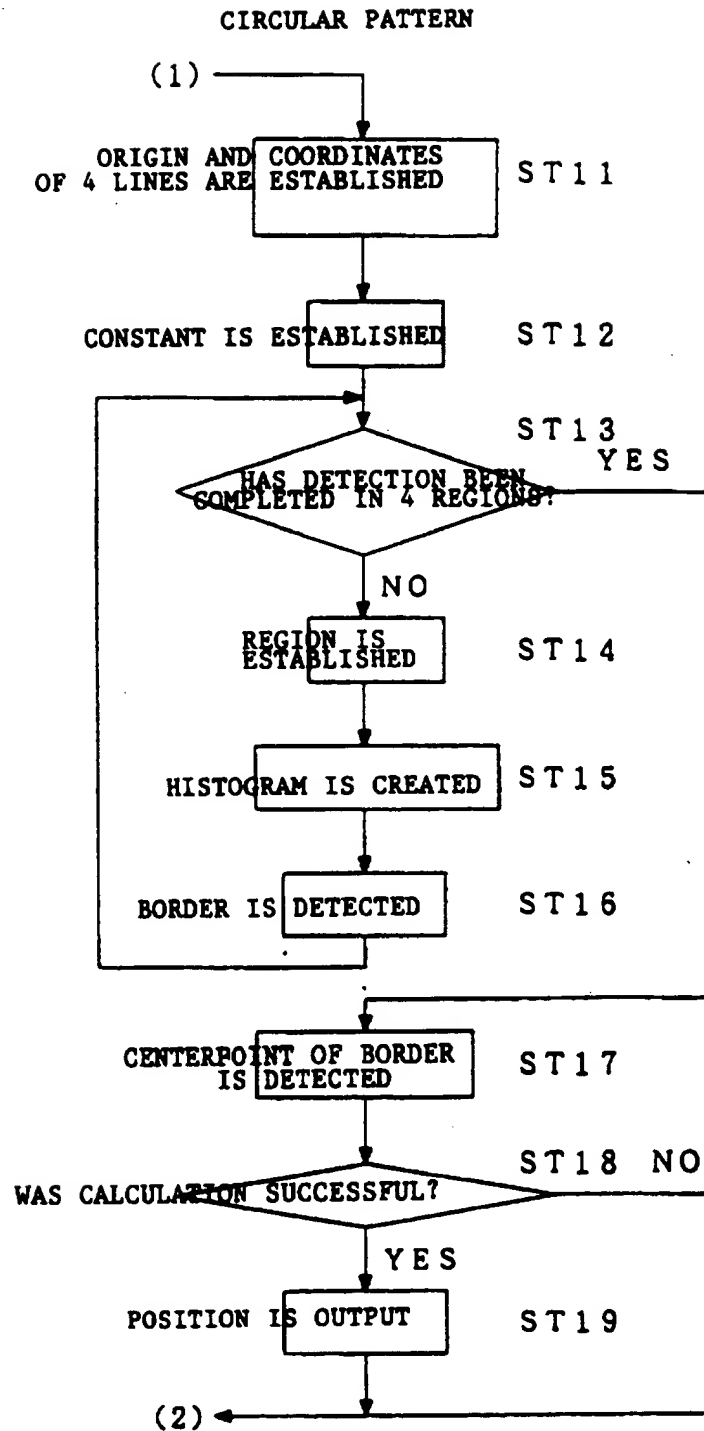 CIRCULAR PATTERN
(1)
ORIGIN AND COORDINATES
OF 4 LINES ARE ESTABLISHED
ST11
CONSTANT IS ESTABLISHED
ST12
ST13
YES
HAS DETECTION BEEN
COMPLETED IN 4 REGIONS?
NO
REGION IS
ESTABLISHED
ST14
HISTOGRAM IS CREATED
ST15
BORDER IS DETECTED
ST16
CENTERPOINT OF BORDER
IS DETECTED
ST17
ST18 NO
WAS CALCULATION SUCCESSFUL?
YES
POSITION IS OUTPUT
ST19
(2)